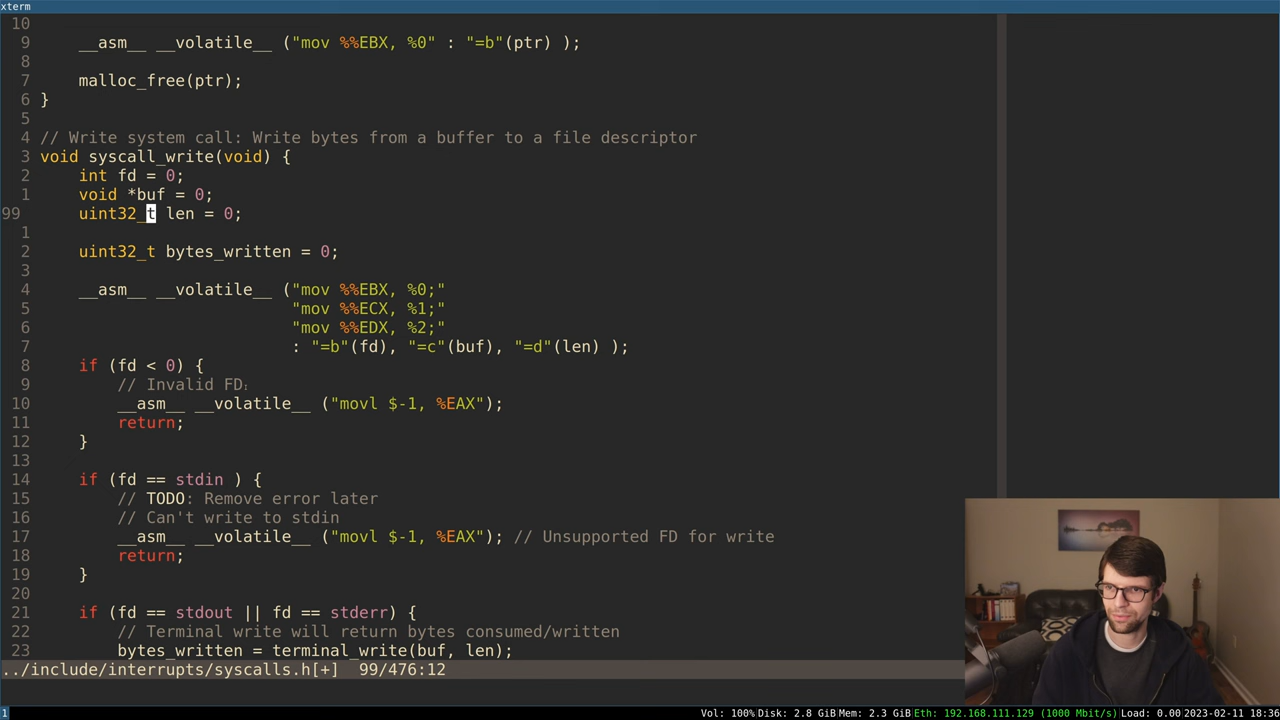 xterm
10
9     __asm__ __volatile__ ("mov %%EBX, %0" : "=b"(ptr) );
8
7     malloc_free(ptr);
6 }
5
4 // Write system call: Write bytes from a buffer to a file descriptor
3 void syscall_write(void) {
2     int fd = 0;
1     void *buf = 0;
99     uint32_t len = 0;
1
2     uint32_t bytes_written = 0;
3
4     __asm__ __volatile__ ("mov %%EBX, %0;"
5                           "mov %%ECX, %1;"
6                           "mov %%EDX, %2;"
7                           : "=b"(fd), "=c"(buf), "=d"(len) );
8     if (fd < 0) {
9         // Invalid FD
10         __asm__ __volatile__ ("movl $-1, %EAX");
11         return;
12     }
13
14     if (fd == stdin ) {
15         // TODO: Remove error later
16         // Can't write to stdin
17         __asm__ __volatile__ ("movl $-1, %EAX"); // Unsupported FD for write
18         return;
19     }
20
21     if (fd == stdout || fd == stderr) {
22         // Terminal write will return bytes consumed/written
23         bytes_written = terminal_write(buf, len);
../include/interrupts/syscalls.h[+]  99/476:12
1 Vol: 100% Disk: 2.8 GiB Mem: 2.3 GiB Eth: 192.168.111.129 (1000 Mbit/s) Load: 0.00 2023-02-11 18:36